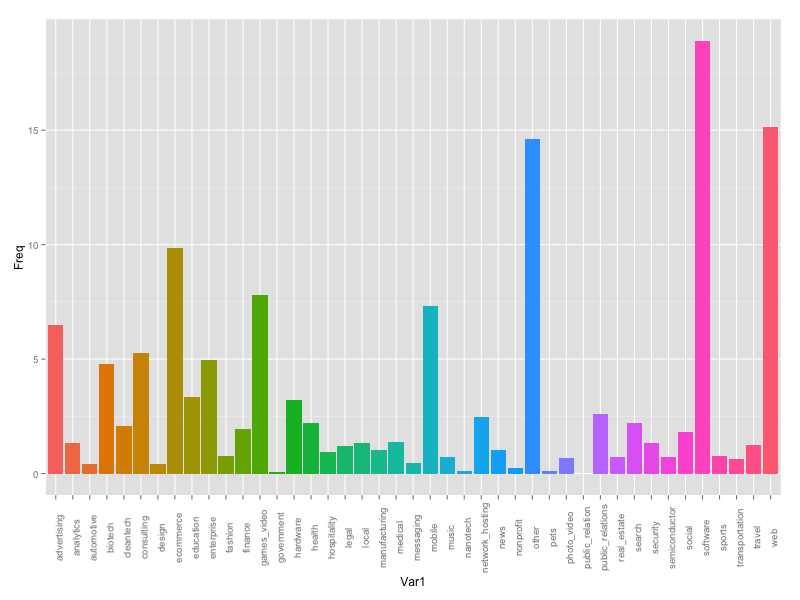 Freq
15
10
5
0
advertising
analytics
automotive
biotech
cleantech
consulting
design
ecommerce
education
enterprise
fashion
finance
games_video
government
hardware
health
hospitality
legal
local
manufacturing
medical
messaging
mobile
music
nanotech
network_hosting
news
nonprofit
other
pets
photo_video
public_relation
public_relations
real_estate
search
security
semiconductor
social
software
sports
transportation
travel
web
Var1